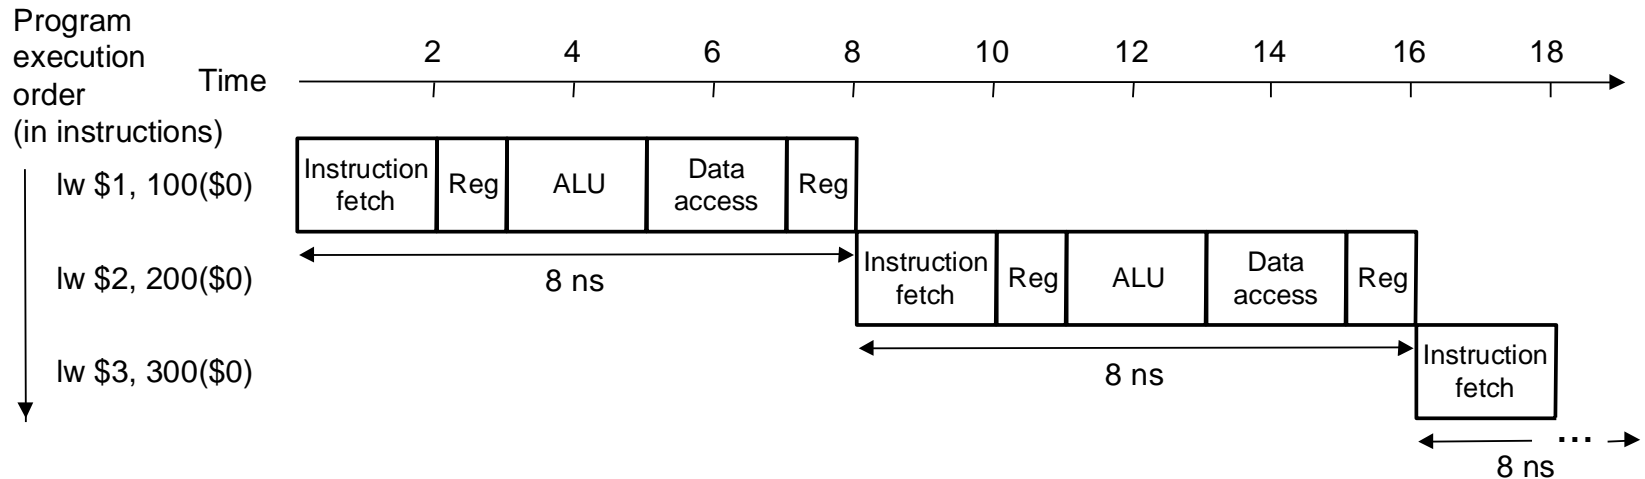 Program
execution
order
(in instructions)
Time
2 4 6 8 10 12 14 16 18
lw $1, 100($0)
Instruction
fetch
Reg
ALU
Data
access
Reg
8 ns
lw $2, 200($0)
Instruction
fetch
Reg
ALU
Data
access
Reg
8 ns
lw $3, 300($0)
Instruction
fetch
...
8 ns